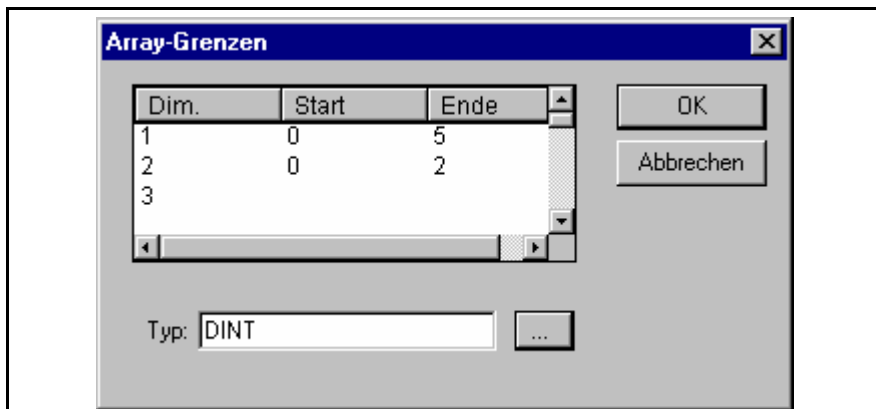 Array-Grenzen
Dim. Start Ende
1 0 5
2 0 2
3
OK
Abbrechen
Typ: DINT ...